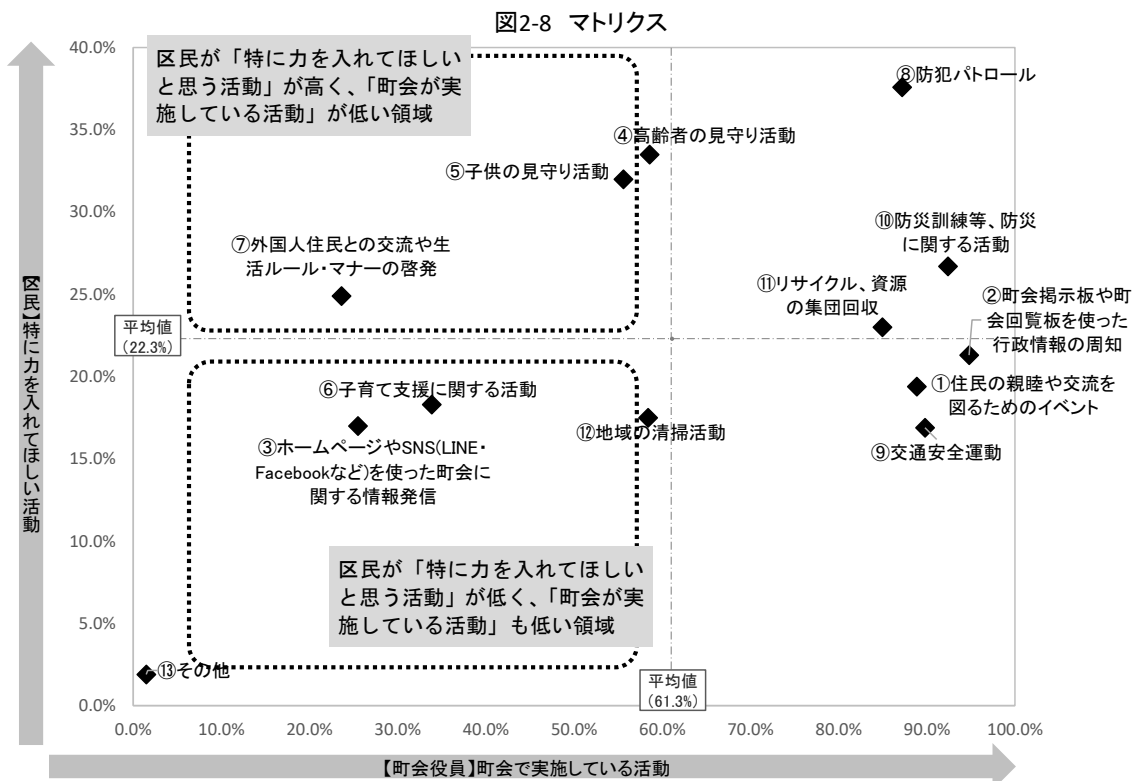 図2-8 マトリクス
40.0%
35.0%
30.0%
25.0%
20.0%
15.0%
10.0%
5.0%
0.0%
【区民】特に力を入れてほしい活動
区民が「特に力を入れてほしい
と思う活動」が高く、「町会が実
施している活動」が低い領域
⑧防犯パトロール
④高齢者の見守り活動
⑤子供の見守り活動
⑦外国人住民との交流や生
活ルール・マナーの啓発
⑩防災訓練等、防災
に関する活動
⑪リサイクル、資源
の集団回収
②町会掲示板や町
会回覧板を使った
行政情報の周知
平均値
(22.3%)
⑥子育て支援に関する活動
①住民の親睦や交流を
図るためのイベント
③ホームページやSNS(LINE・
Facebookなど)を使った町会に
関する情報発信
⑫地域の清掃活動
⑨交通安全運動
区民が「特に力を入れてほしい
と思う活動」が低く、「町会が実
施している活動」も低い領域
⑬その他
平均値
(61.3%)
0.0% 10.0% 20.0% 30.0% 40.0% 50.0% 60.0% 70.0% 80.0% 90.0% 100.0%
【町会役員】町会で実施している活動